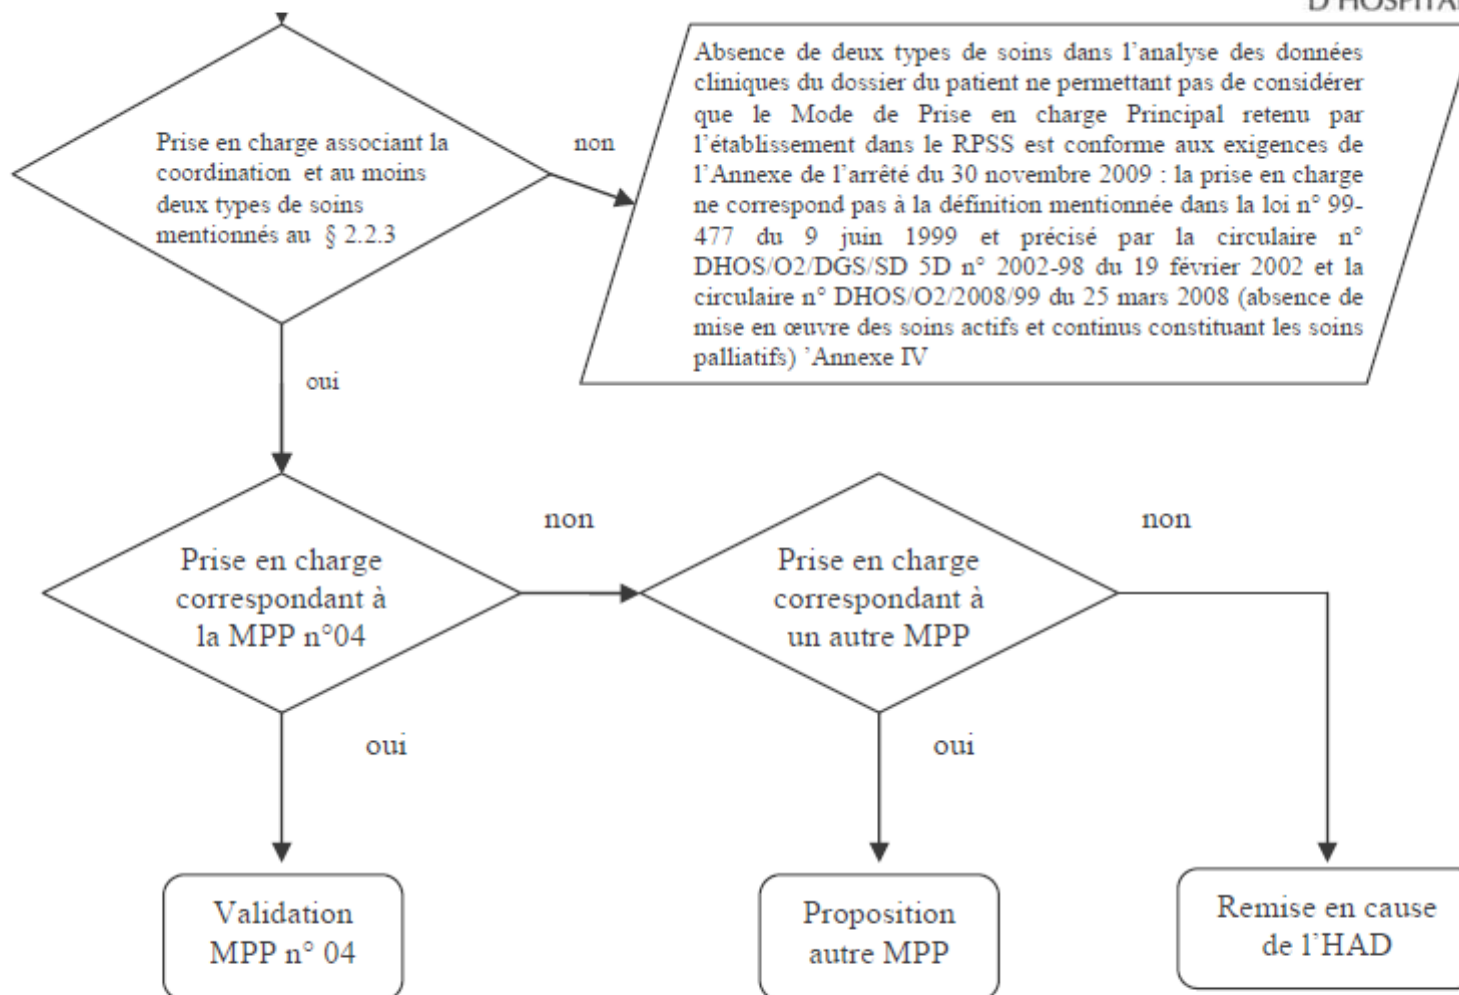 D'HOSPITA
Absence de deux types de soins dans l'analyse des données
cliniques du dossier du patient ne permettant pas de considérer
que le Mode de Prise en charge Principal retenu par
l'établissement dans le RPSS est conforme aux exigences de
l'Annexe de l'arrêté du 30 novembre 2009 : la prise en charge
ne correspond pas à la définition mentionnée dans la loi n° 99-
477 du 9 juin 1999 et précisé par la circulaire n°
DHOS/O2/DGS/SD 5D n° 2002-98 du 19 février 2002 et la
circulaire n° DHOS/O2/2008/99 du 25 mars 2008 (absence de
mise en œuvre des soins actifs et continus constituant les soins
palliatifs) 'Annexe IV
Prise en charge associant la
coordination et au moins
deux types de soins
mentionnés au § 2.2.3
non
oui
Prise en charge
correspondant à
la MPP n°04
non
Prise en charge
correspondant à
un autre MPP
non
oui
oui
Validation
MPP n° 04
Proposition
autre MPP
Remise en cause
de l'HAD